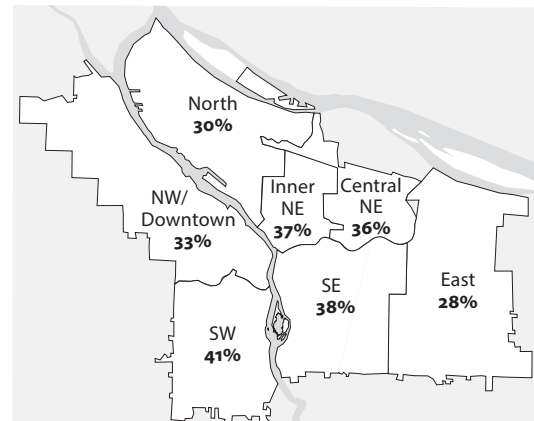 North
30%
Inner
NE
37%
Central
NE
36%
NW/
Downtown
33%
SE
38%
East
28%
SW
41%